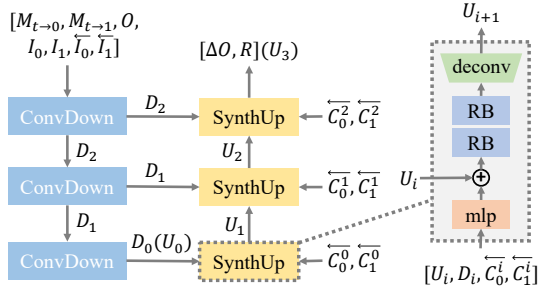 [M_{t→0}, M_{t→1}, O,
I_0, I_1, \overleftarrow{I_0}, \overleftarrow{I_1}]
[ΔO, R](U_3)
U_{i+1}
deconv
ConvDown
D_2
SynthUp
\overleftarrow{C_0^2}, \overleftarrow{C_1^2}
RB
D_2
U_2
RB
ConvDown
D_1
SynthUp
\overleftarrow{C_0^1}, \overleftarrow{C_1^1}
U_i
+
D_1
U_1
mlp
ConvDown
D_0(U_0)
SynthUp
\overleftarrow{C_0^0}, \overleftarrow{C_1^0}
[U_i, D_i, \overleftarrow{C_0^i}, \overleftarrow{C_1^i}]